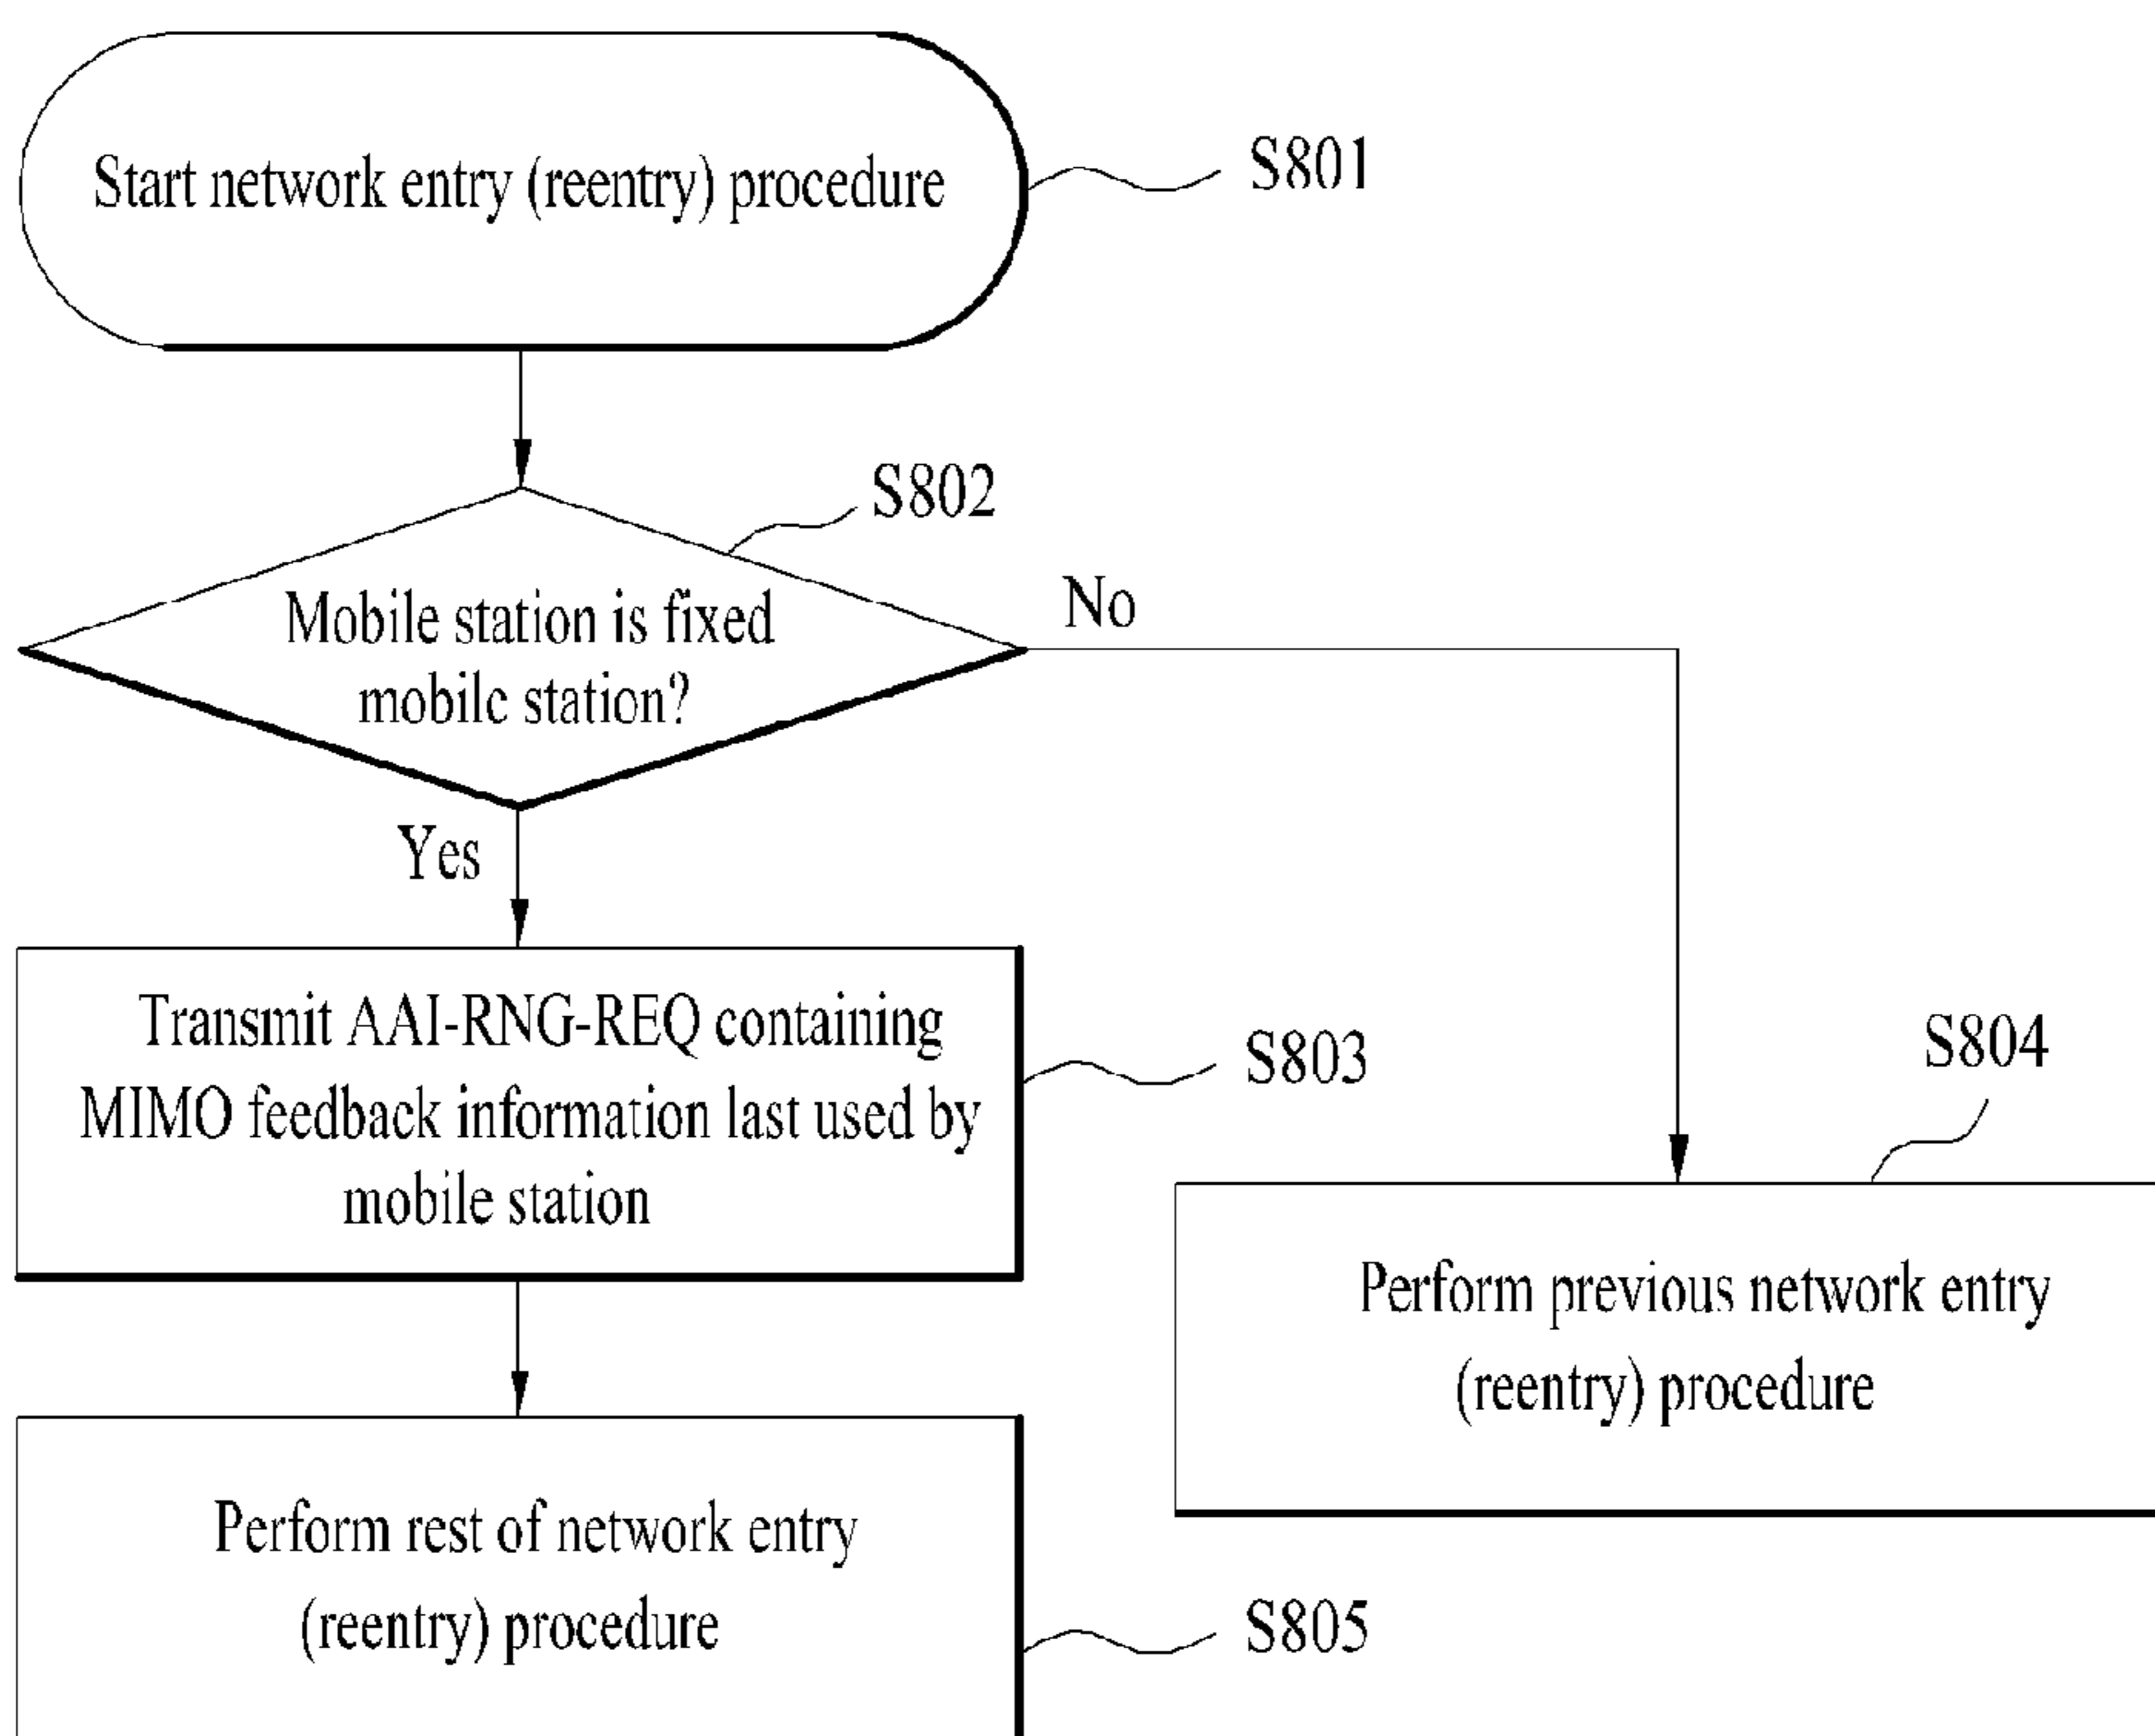 Start network entry (reentry) procedure
S801
S802
Mobile station is fixed
mobile station?
No
Yes
Transmit AAI-RNG-REQ containing
MIMO feedback information last used by
mobile station
S803
S804
Perform previous network entry
(reentry) procedure
Perform rest of network entry
(reentry) procedure
S805